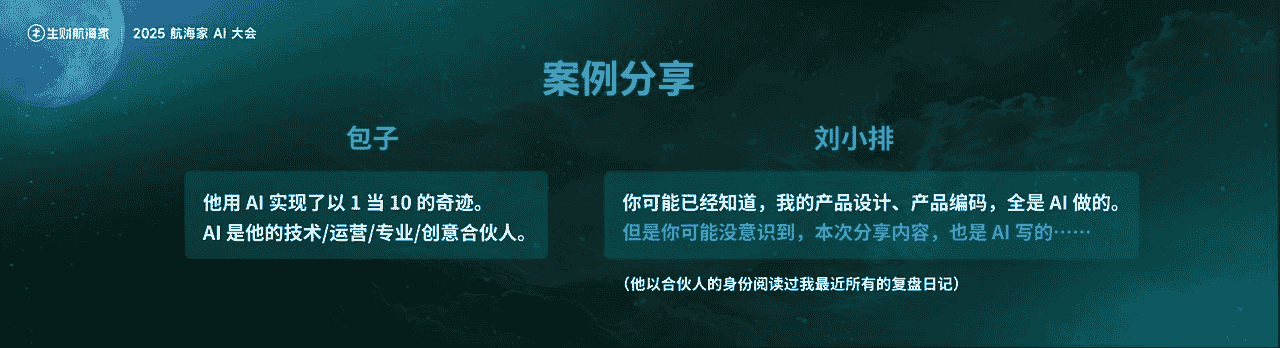 生财航海家 | 2025 航海家 AI 大会
案例分享
包子
他用 AI 实现了以 1 当 10 的奇迹。
AI 是他的技术/运营/专业/创意合伙人。
刘小排
你可能已经知道，我的产品设计、产品编码，全是 AI 做的。
但是你可能没意识到，本次分享内容，也是 AI 写的……
（他以合伙人的身份阅读过我最近所有的复盘日记）